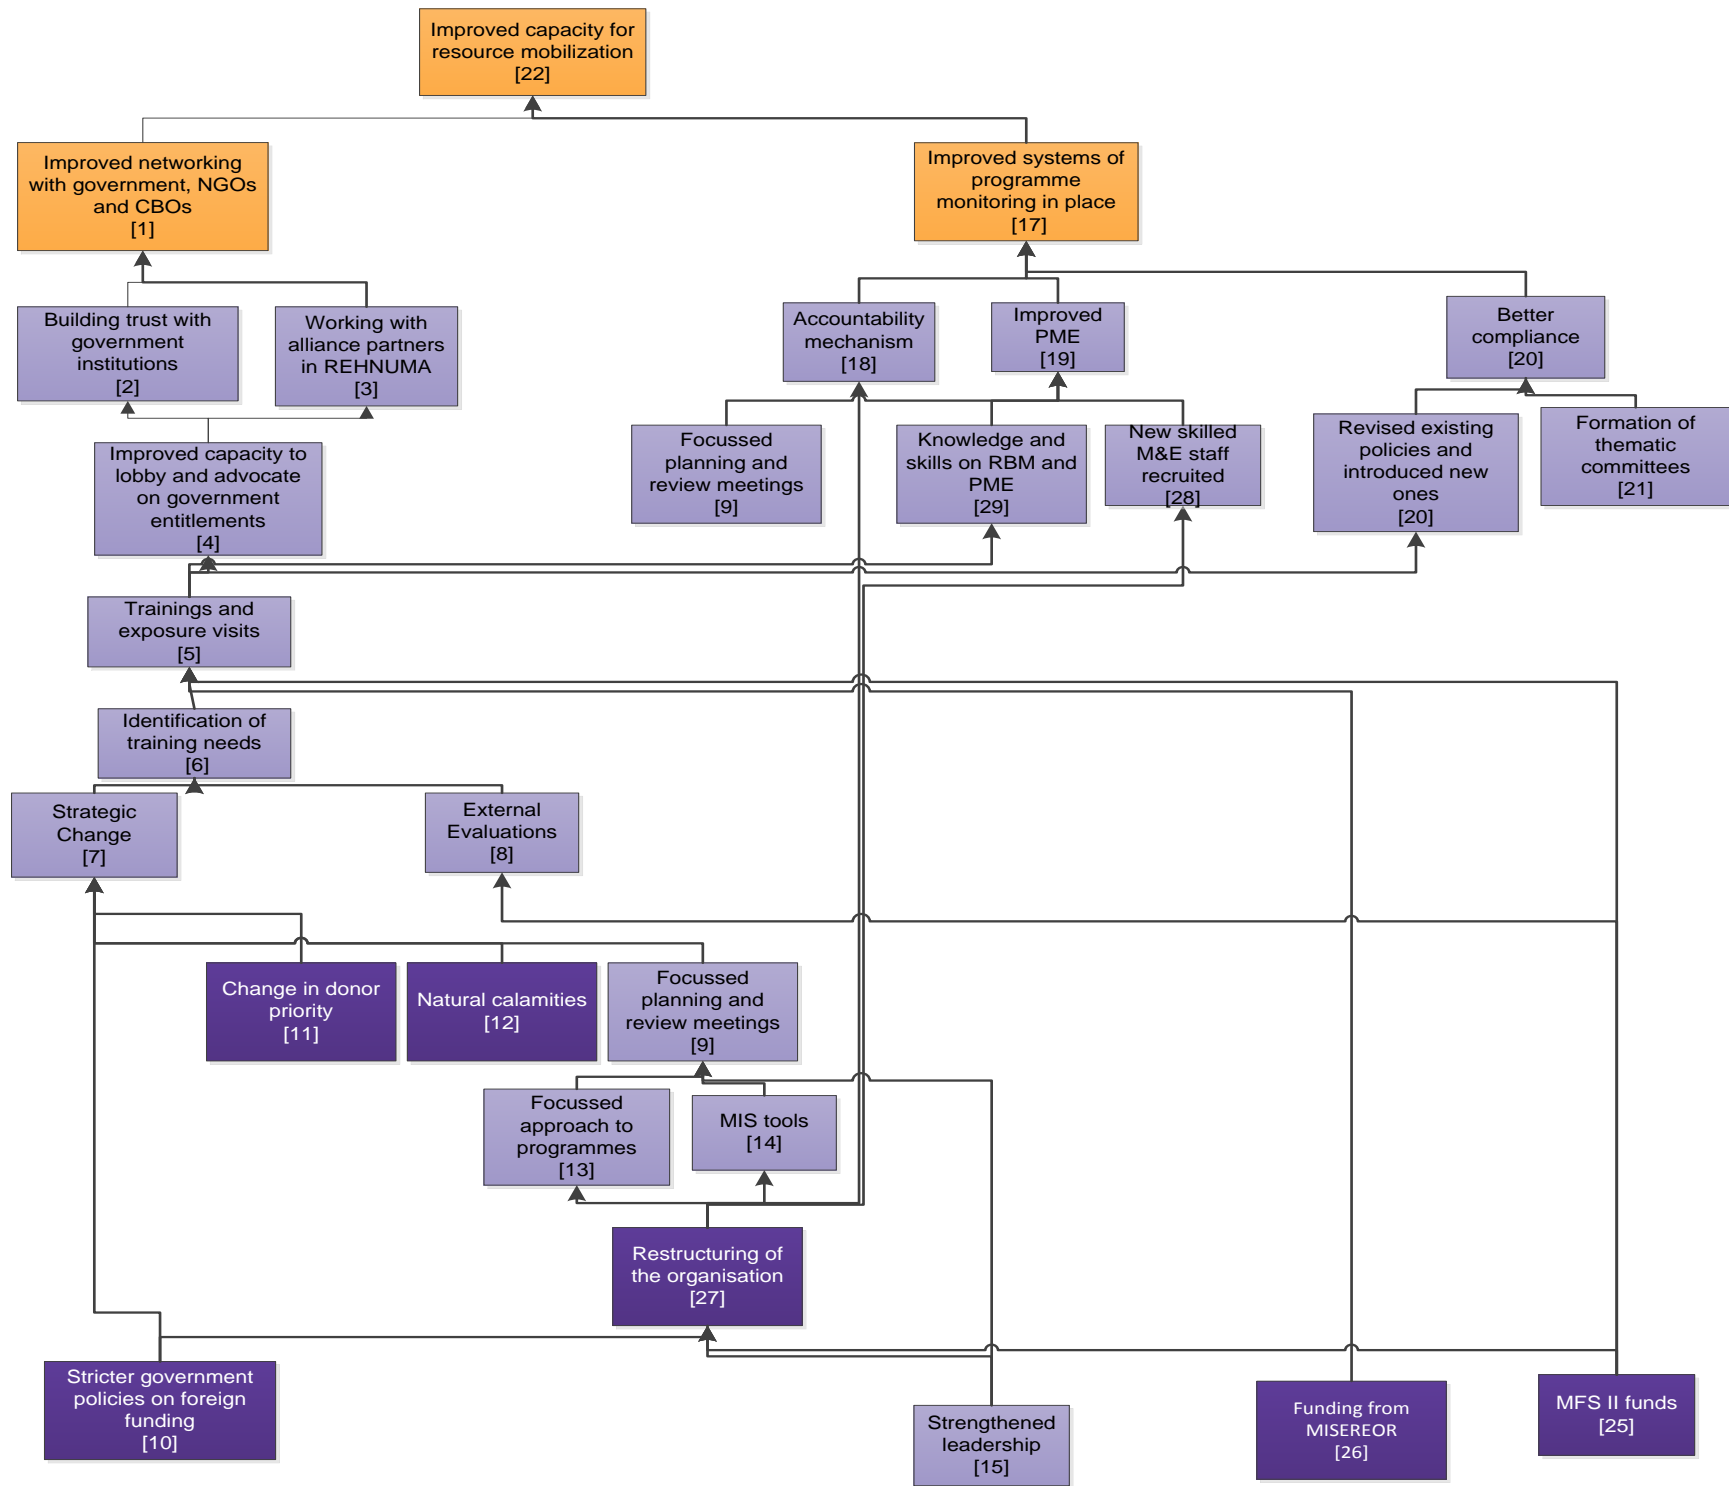 Improved capacity for
resource mobilization
[22]
Improved networking
with government, NGOs
and CBOs
[1]
Improved systems of
programme
monitoring in place
[17]
Building trust with
government
institutions
[2]
Working with
alliance partners
in REHNUMA
[3]
Accountability
mechanism
[18]
Improved
PME
[19]
Better
compliance
[20]
Improved capacity to
lobby and advocate
on government
entitlements
[4]
Focussed
planning and
review meetings
[9]
Knowledge and
skills on RBM and
PME
[29]
New skilled
M&E staff
recruited
[28]
Revised existing
policies and
introduced new
ones
[20]
Formation of
thematic
committees
[21]
Trainings and
exposure visits
[5]
Identification of
training needs
[6]
Strategic
Change
[7]
External
Evaluations
[8]
Change in donor
priority
[11]
Natural calamities
[12]
Focussed
planning and
review meetings
[9]
Focussed
approach to
programmes
[13]
MIS tools
[14]
Restructuring of
the organisation
[27]
Stricter government
policies on foreign
funding
[10]
Strengthened
leadership
[15]
Funding from
MISEREOR
[26]
MFS II funds
[25]